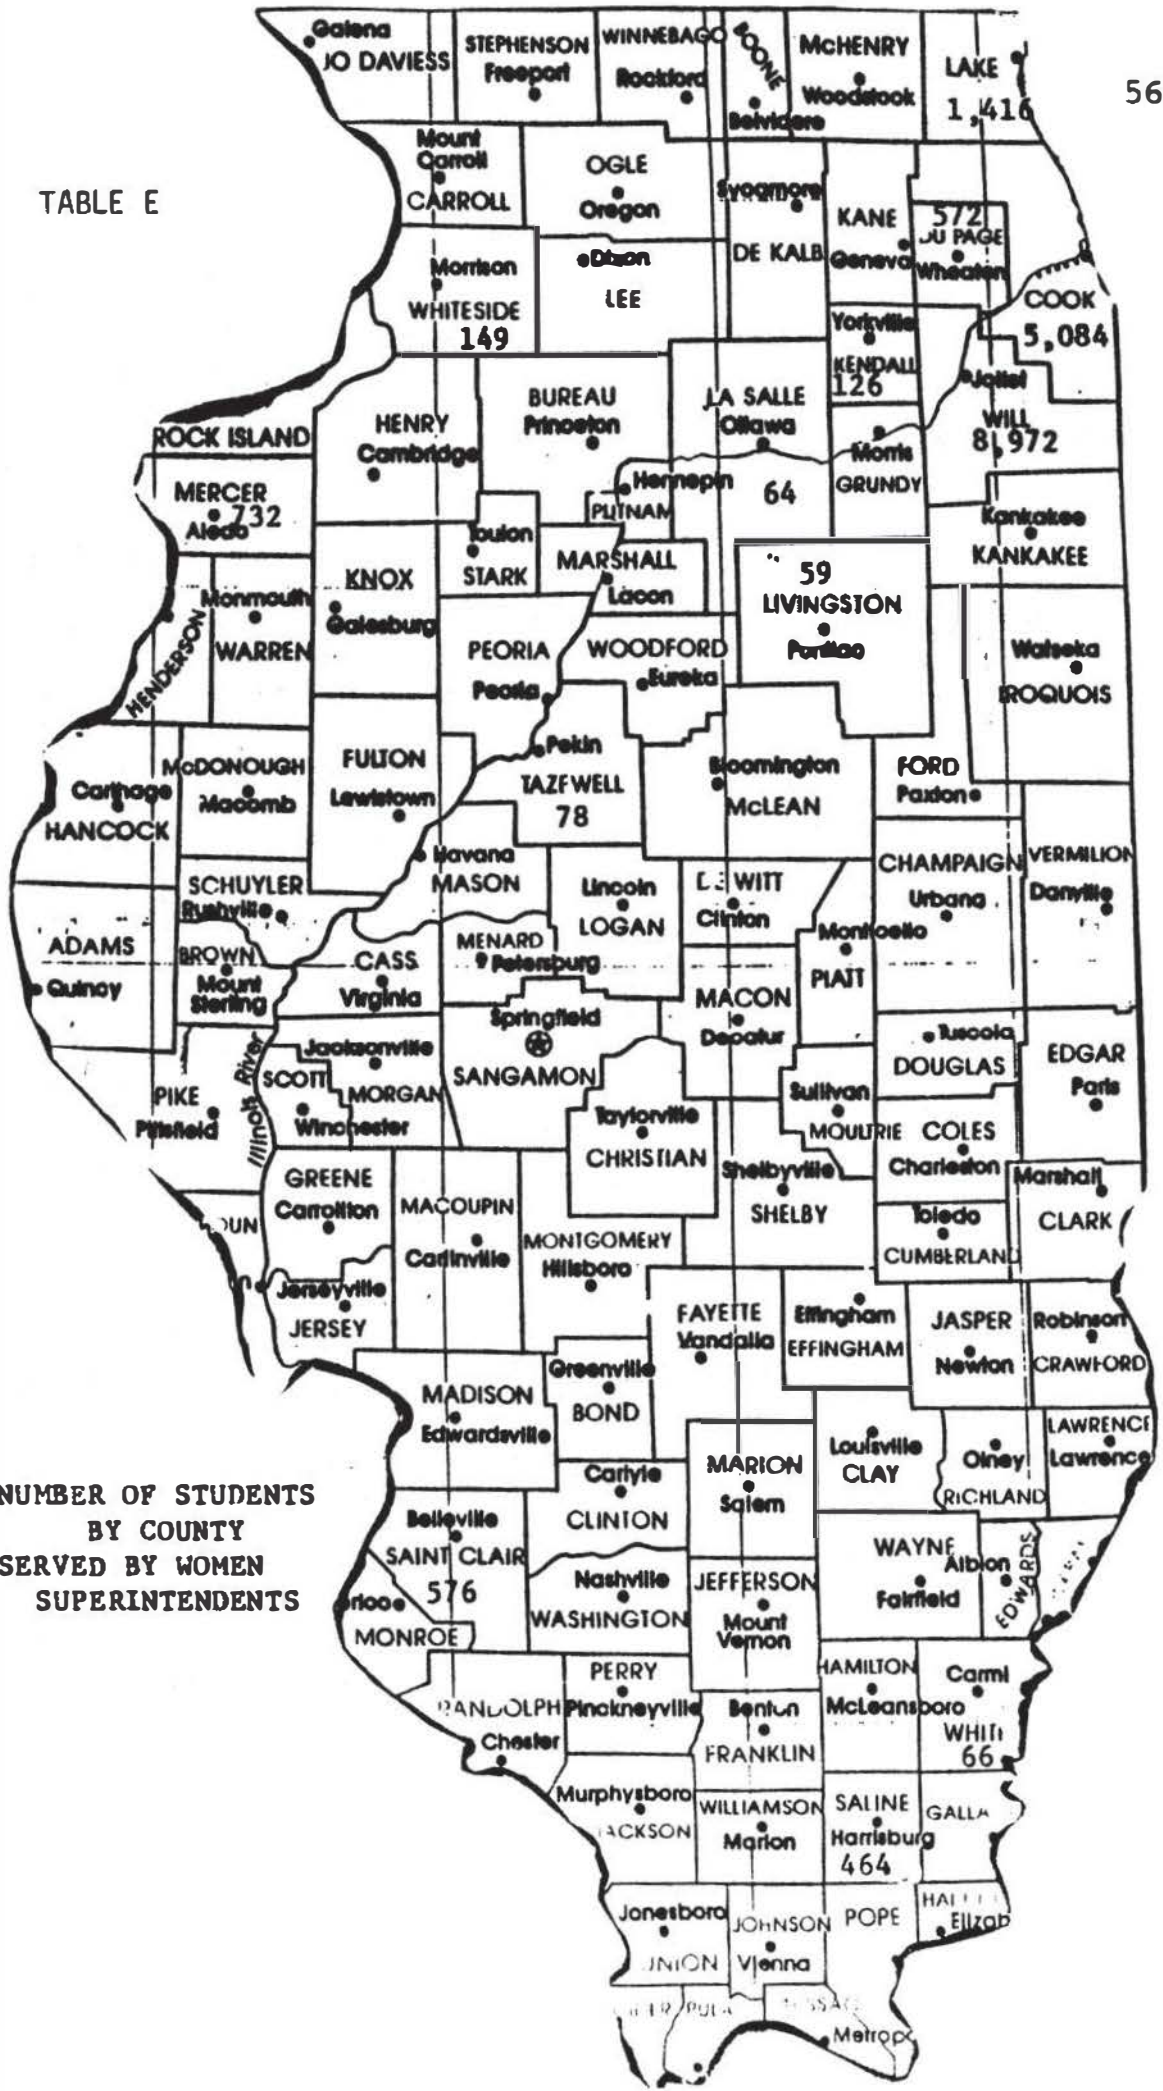 56
TABLE E
Galena
JO DAVIESS
STEPHENSON
Freeport
WINNEBAGO
Rockford
BOONE
Belvidere
McHENRY
Woodstock
LAKE
1,416
Mount
Carroll
CARROLL
OGLE
Oregon
Sycamore
DE KALB
KANE
Geneva
572
DU PAGE
Wheaton
COOK
5,084
Morrison
WHITESIDE
149
Dixon
LEE
Yorkville
KENDALL
126
Joliet
WILL
8,972
ROCK ISLAND
HENRY
Cambridge
BUREAU
Princeton
LA SALLE
Ottawa
64
Morris
GRUNDY
MERCER
732
Aledo
Hennepin
PUTNAM
Kankakee
KANKAKEE
Toulon
STARK
MARSHALL
Lacon
KNOX
Galesburg
59
LIVINGSTON
Pontiac
HENDERSON
Monmouth
WARREN
PEORIA
Peoria
WOODFORD
Eureka
Watseka
IROQUOIS
Carthage
HANCOCK
McDONOUGH
Macomb
FULTON
Lewistown
Pekin
TAZEWELL
78
Bloomington
McLEAN
FORD
Paxton
Havana
MASON
SCHUYLER
Rushville
Lincoln
LOGAN
DE WITT
Clinton
CHAMPAIGN
Urbana
VERMILION
Danville
ADAMS
Quincy
BROWN
Mount
Sterling
CASS
Virginia
MENARD
Petersburg
Monticello
PIATT
MACON
Decatur
Springfield
SANGAMON
Tuscola
DOUGLAS
EDGAR
Paris
PIKE
Pittsfield
Illinois River
SCOTT
Winchester
Jacksonville
MORGAN
Taylorville
CHRISTIAN
Sullivan
MOULTRIE
COLES
Charleston
Shelbyville
SHELBY
Marshall
CLARK
GREENE
Carrollton
MACOUPIN
Carlinville
MONTGOMERY
Hillsboro
Toledo
CUMBERLAND
OUN
Jerseyville
JERSEY
FAYETTE
Vandalia
Effingham
EFFINGHAM
JASPER
Newton
Robinson
CRAWFORD
MADISON
Edwardsville
Greenville
BOND
MARION
Salem
Louisville
CLAY
Olney
RICHLAND
LAWRENCE
Lawrence
NUMBER OF STUDENTS
BY COUNTY
SERVED BY WOMEN
SUPERINTENDENTS
Carlyle
CLINTON
Belleville
SAINT CLAIR
576
Nashville
WASHINGTON
JEFFERSON
Mount
Vernon
WAYNE
Fairfield
Albion
EDWARDS
MONROE
PERRY
Pinckneyville
RANDOLPH
Chester
Benton
FRANKLIN
HAMILTON
McLeansboro
Carmi
WHIT
66
Murphysboro
ACKSON
WILLIAMSON
Marion
SALINE
Harrisburg
464
GALLA
Jonesboro
UNION
JOHNSON
Vienna
POPE
HA
Elizab
PULA
Metropo